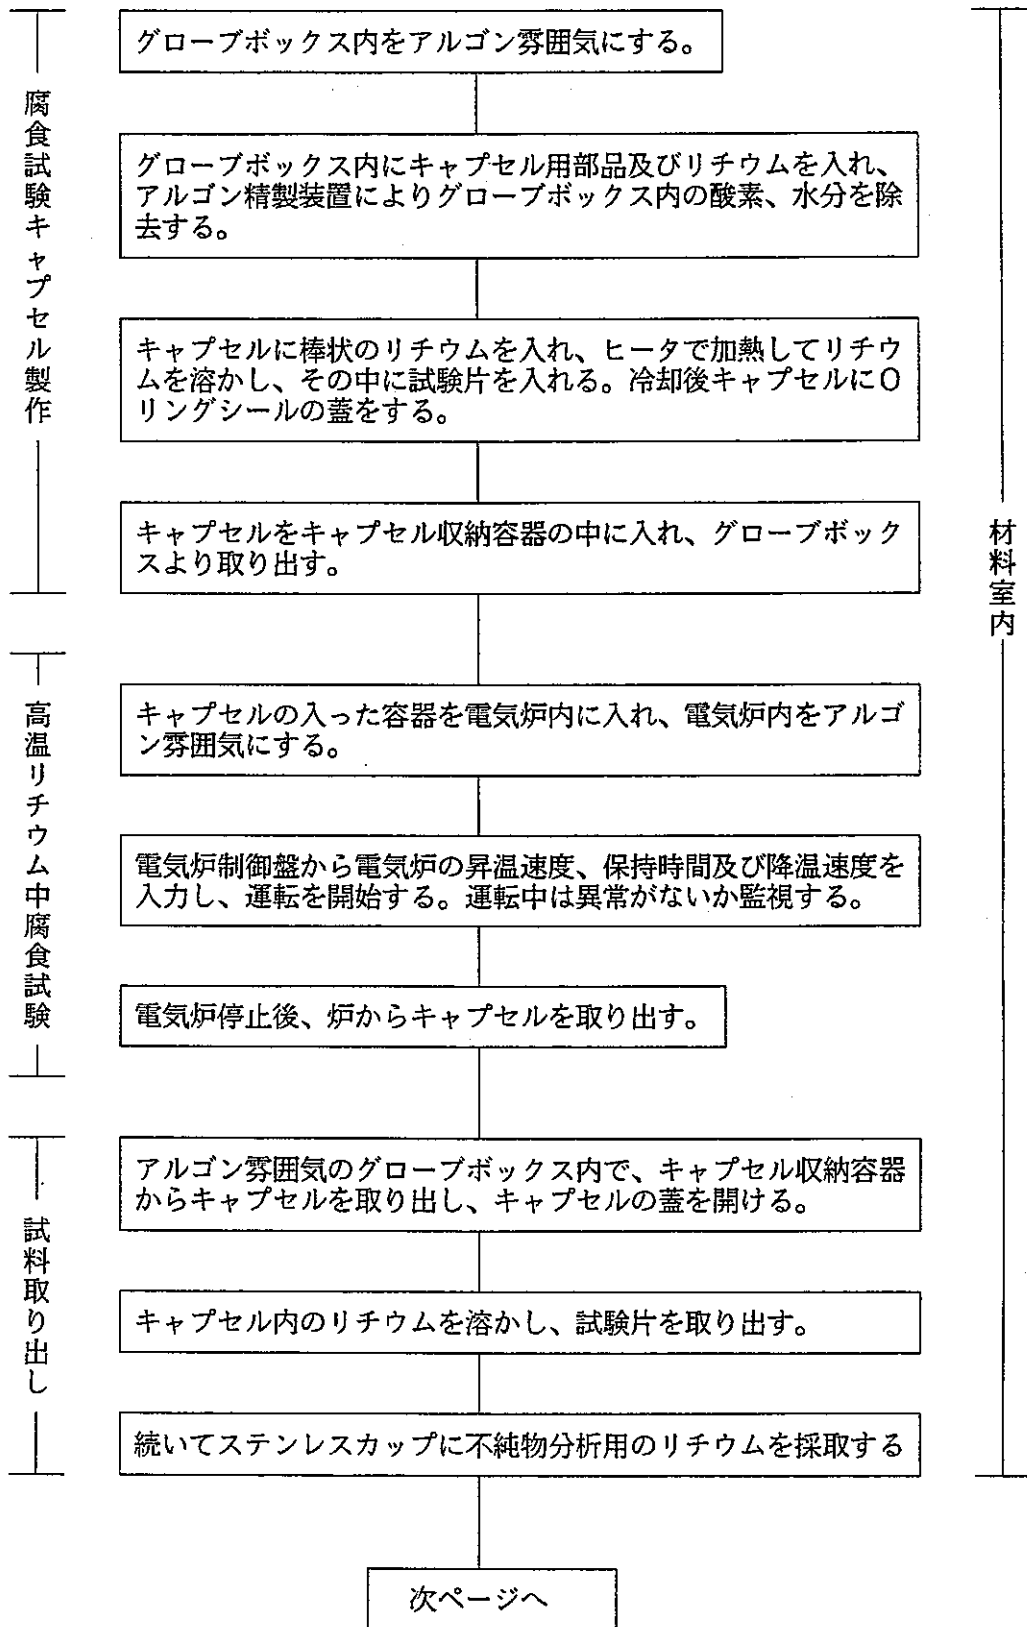 グローブボックス内をアルゴン雰囲気にする。
腐食試験キャプセル製作
グローブボックス内にキャプセル用部品及びリチウムを入れ、
アルゴン精製装置によりグローブボックス内の酸素、水分を除
去する。
キャプセルに棒状のリチウムを入れ、ヒータで加熱してリチウ
ムを溶かし、その中に試験片を入れる。冷却後キャプセルにO
リングシールの蓋をする。
キャプセルをキャプセル収納容器の中に入れ、グローブボック
スより取り出す。
材料室内
高温リチウム中腐食試験
キャプセルの入った容器を電気炉内に入れ、電気炉内をアルゴ
ン雰囲気にする。
電気炉制御盤から電気炉の昇温速度、保持時間及び降温速度を
入力し、運転を開始する。運転中は異常がないか監視する。
電気炉停止後、炉からキャプセルを取り出す。
試料取り出し
アルゴン雰囲気のグローブボックス内で、キャプセル収納容器
からキャプセルを取り出し、キャプセルの蓋を開ける。
キャプセル内のリチウムを溶かし、試験片を取り出す。
続いてステンレスカップに不純物分析用のリチウムを採取する
次ページへ